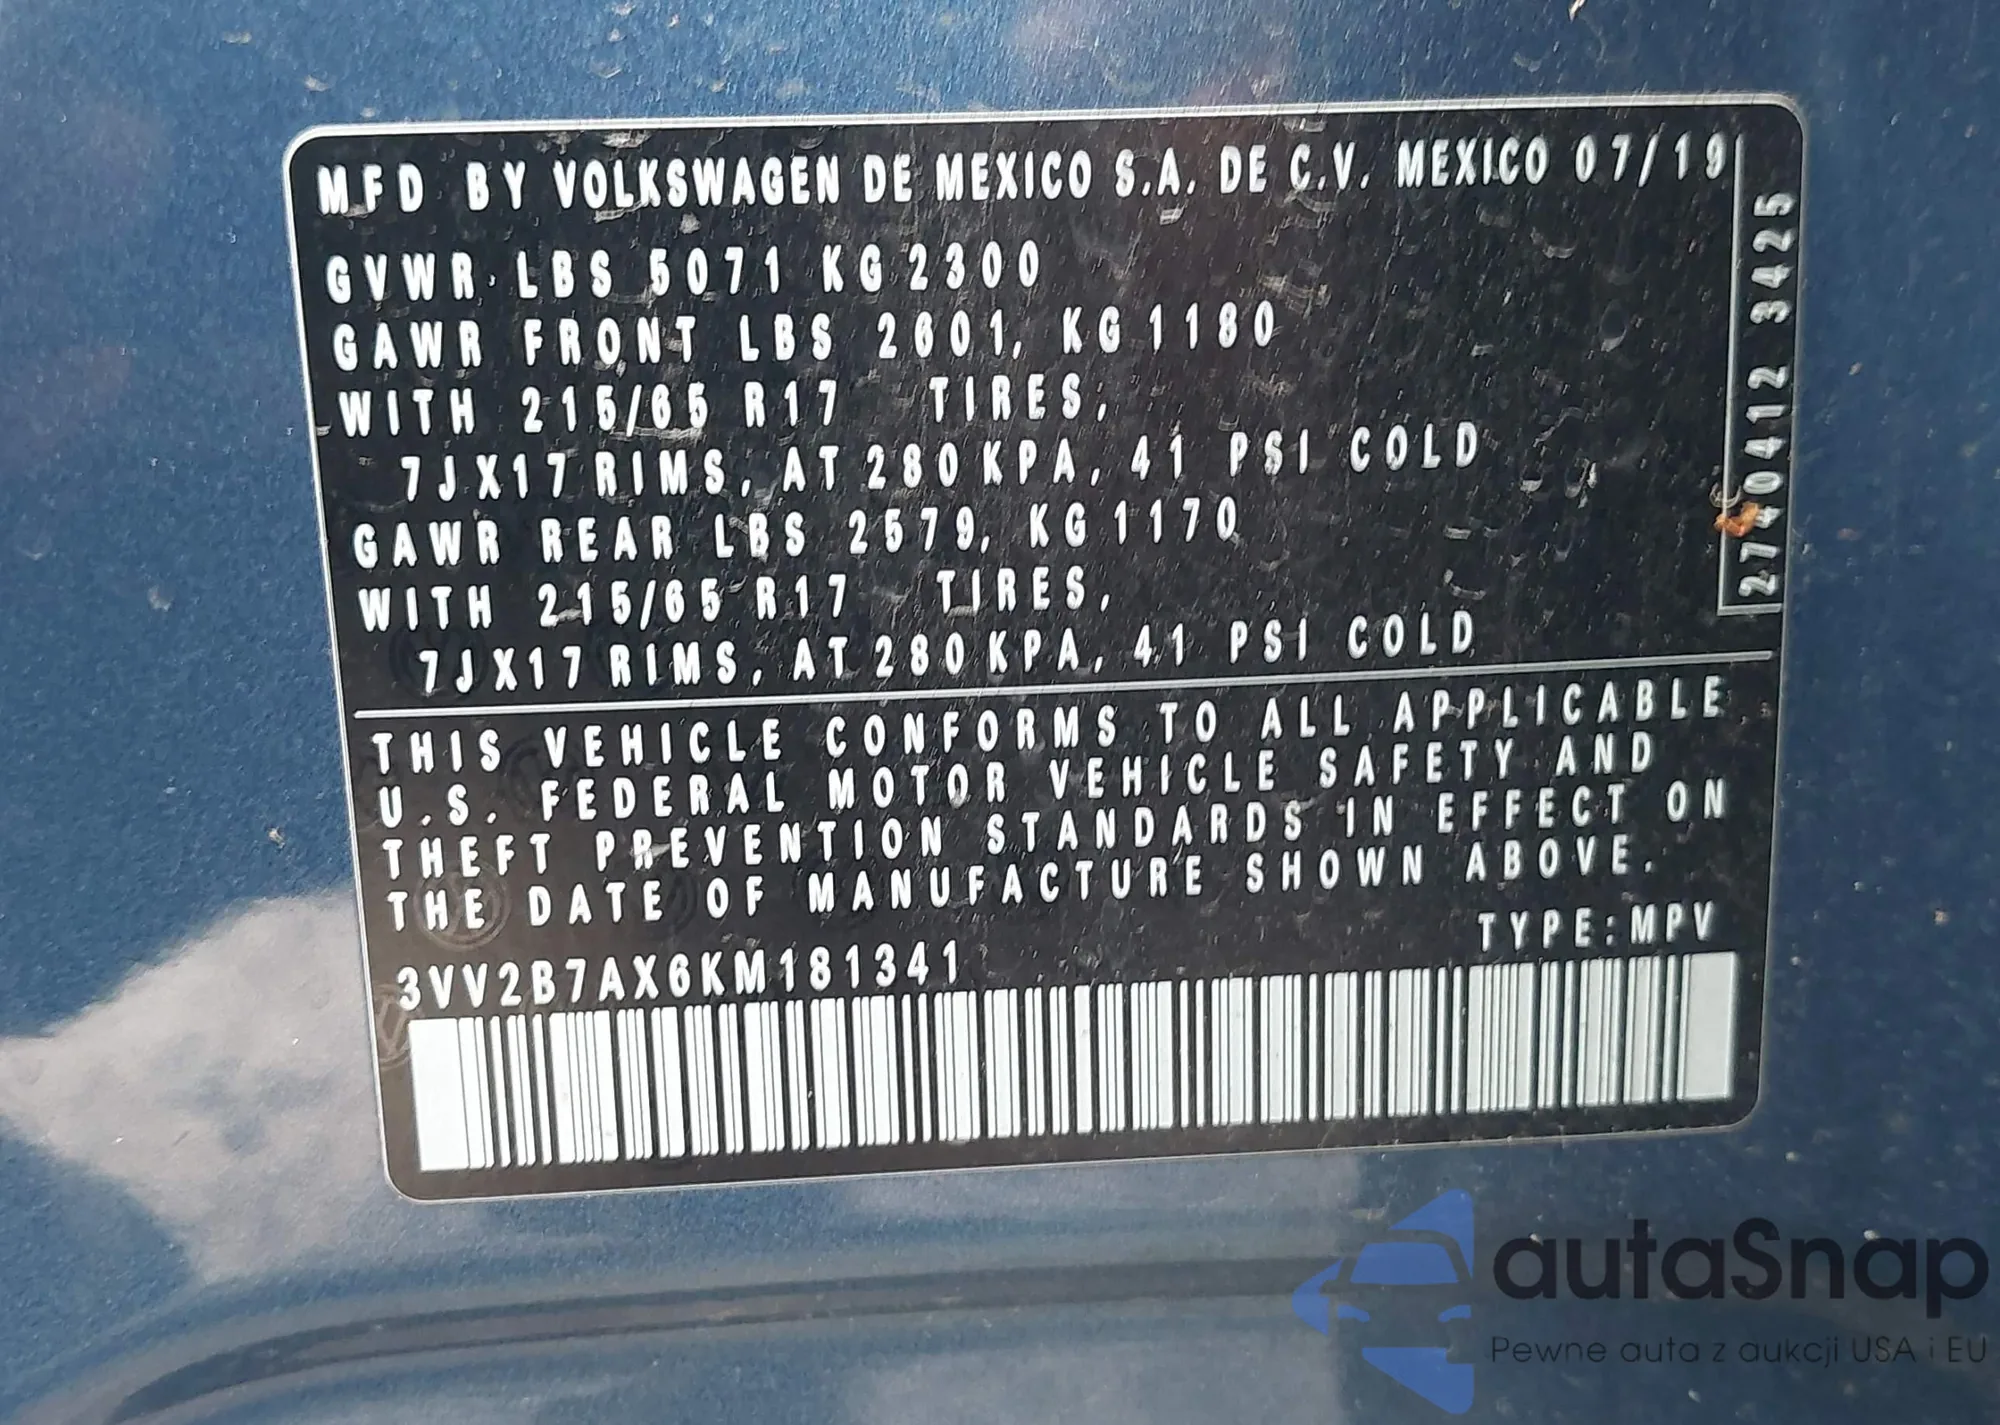 MFD BY VOLKSWAGEN DE MEXICO S.A. DE C.V. MEXICO 07/19
GVWR LBS 5071 KG 2300
GAWR FRONT LBS 2601, KG 1180
WITH 215/65 R17 TIRES,
7JX17 RIMS, AT 280 KPA, 41 PSI COLD
GAWR REAR LBS 2579, KG 1170
WITH 215/65 R17 TIRES,
7JX17 RIMS, AT 280 KPA, 41 PSI COLD
2740412 3425
THIS VEHICLE CONFORMS TO ALL APPLICABLE
U.S. FEDERAL MOTOR VEHICLE SAFETY AND
THEFT PREVENTION STANDARDS IN EFFECT ON
THE DATE OF MANUFACTURE SHOWN ABOVE.
TYPE:MPV
3VV2B7AX6KM181341
autaSnap
Pewne auta z aukcji USA i EU